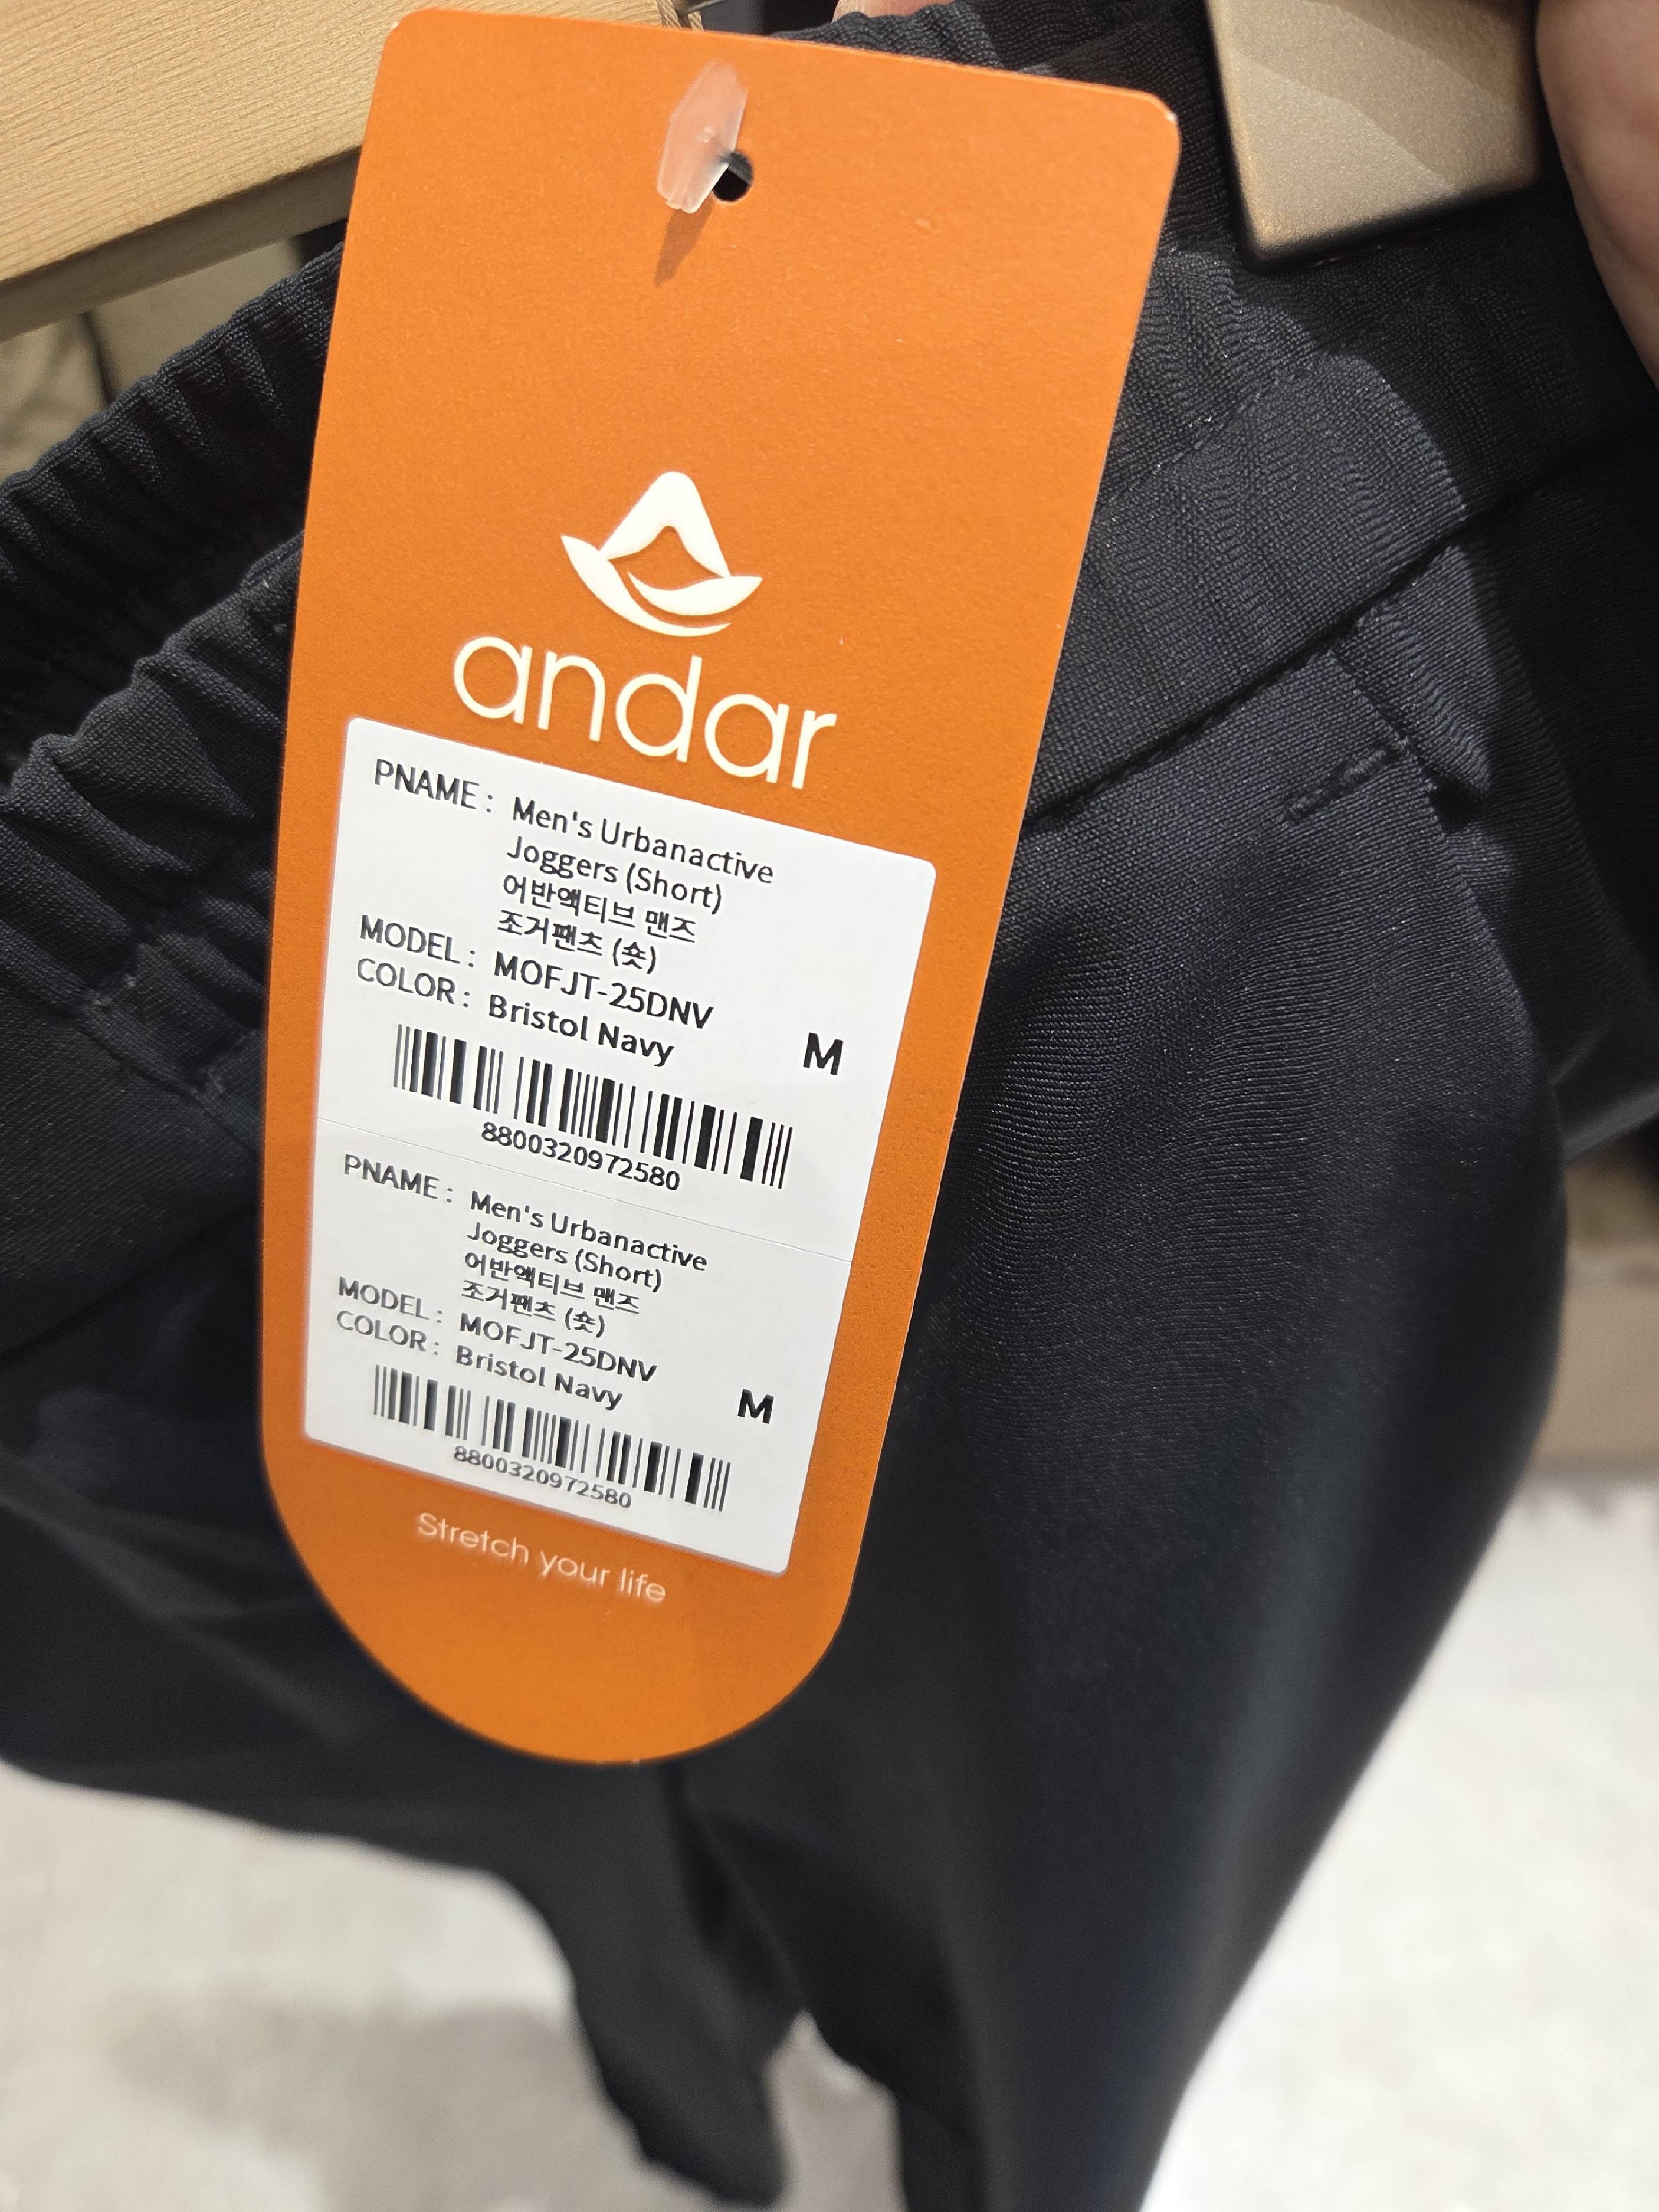 andar
PNAME : Men's Urbanactive
Joggers (Short)
어반액티브 맨즈
조거팬츠 (숏)
MODEL : MOFJT-25DNV
COLOR : Bristol Navy
M
8800320972580
PNAME : Men's Urbanactive
Joggers (Short)
어반액티브 맨즈
조거팬츠 (숏)
MODEL : MOFJT-25DNV
COLOR : Bristol Navy
M
8800320972580
Stretch your life